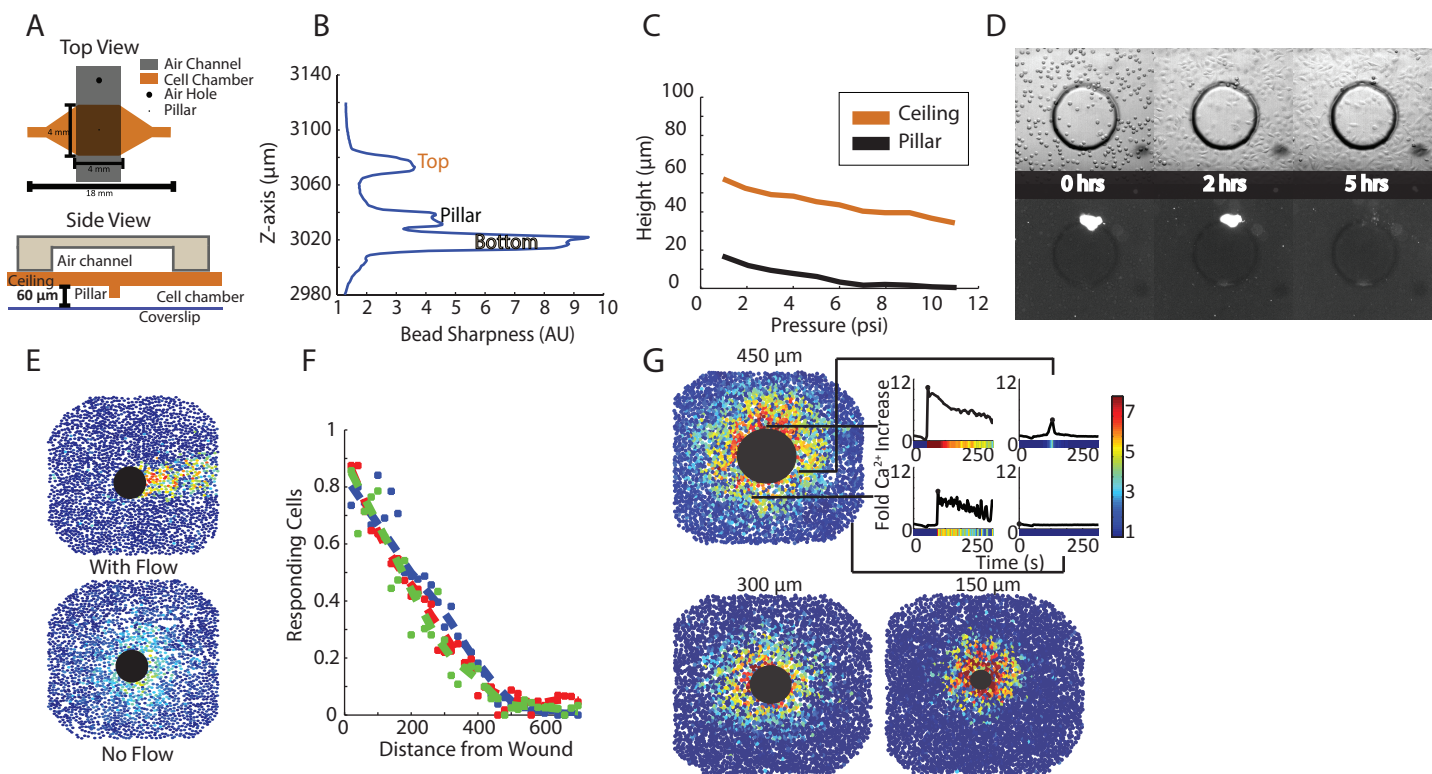 A
Top View
Air Channel
Cell Chamber
Air Hole
Pillar
4 mm
4 mm
18 mm
Side View
Air channel
Ceiling
60 μm
Pillar
Cell chamber
Coverslip
B
3140
3100
3060
3020
2980
Z-axis (μm)
Top
Pillar
Bottom
1 2 3 4 5 6 7 8 9 10
Bead Sharpness (AU)
C
100
80
60
40
20
0
Height (μm)
Ceiling
Pillar
0 2 4 6 8 10 12
Pressure (psi)
D
0 hrs 2 hrs 5 hrs
E
With Flow
No Flow
F
1
0.8
0.6
0.4
0.2
0
Responding Cells
0 200 400 600
Distance from Wound
G
450 μm
12
0
0 250
12
0
0 250
12
0
0 250
12
0
0 250
Fold Ca²⁺ Increase
Time (s)
7
5
3
1
300 μm
150 μm